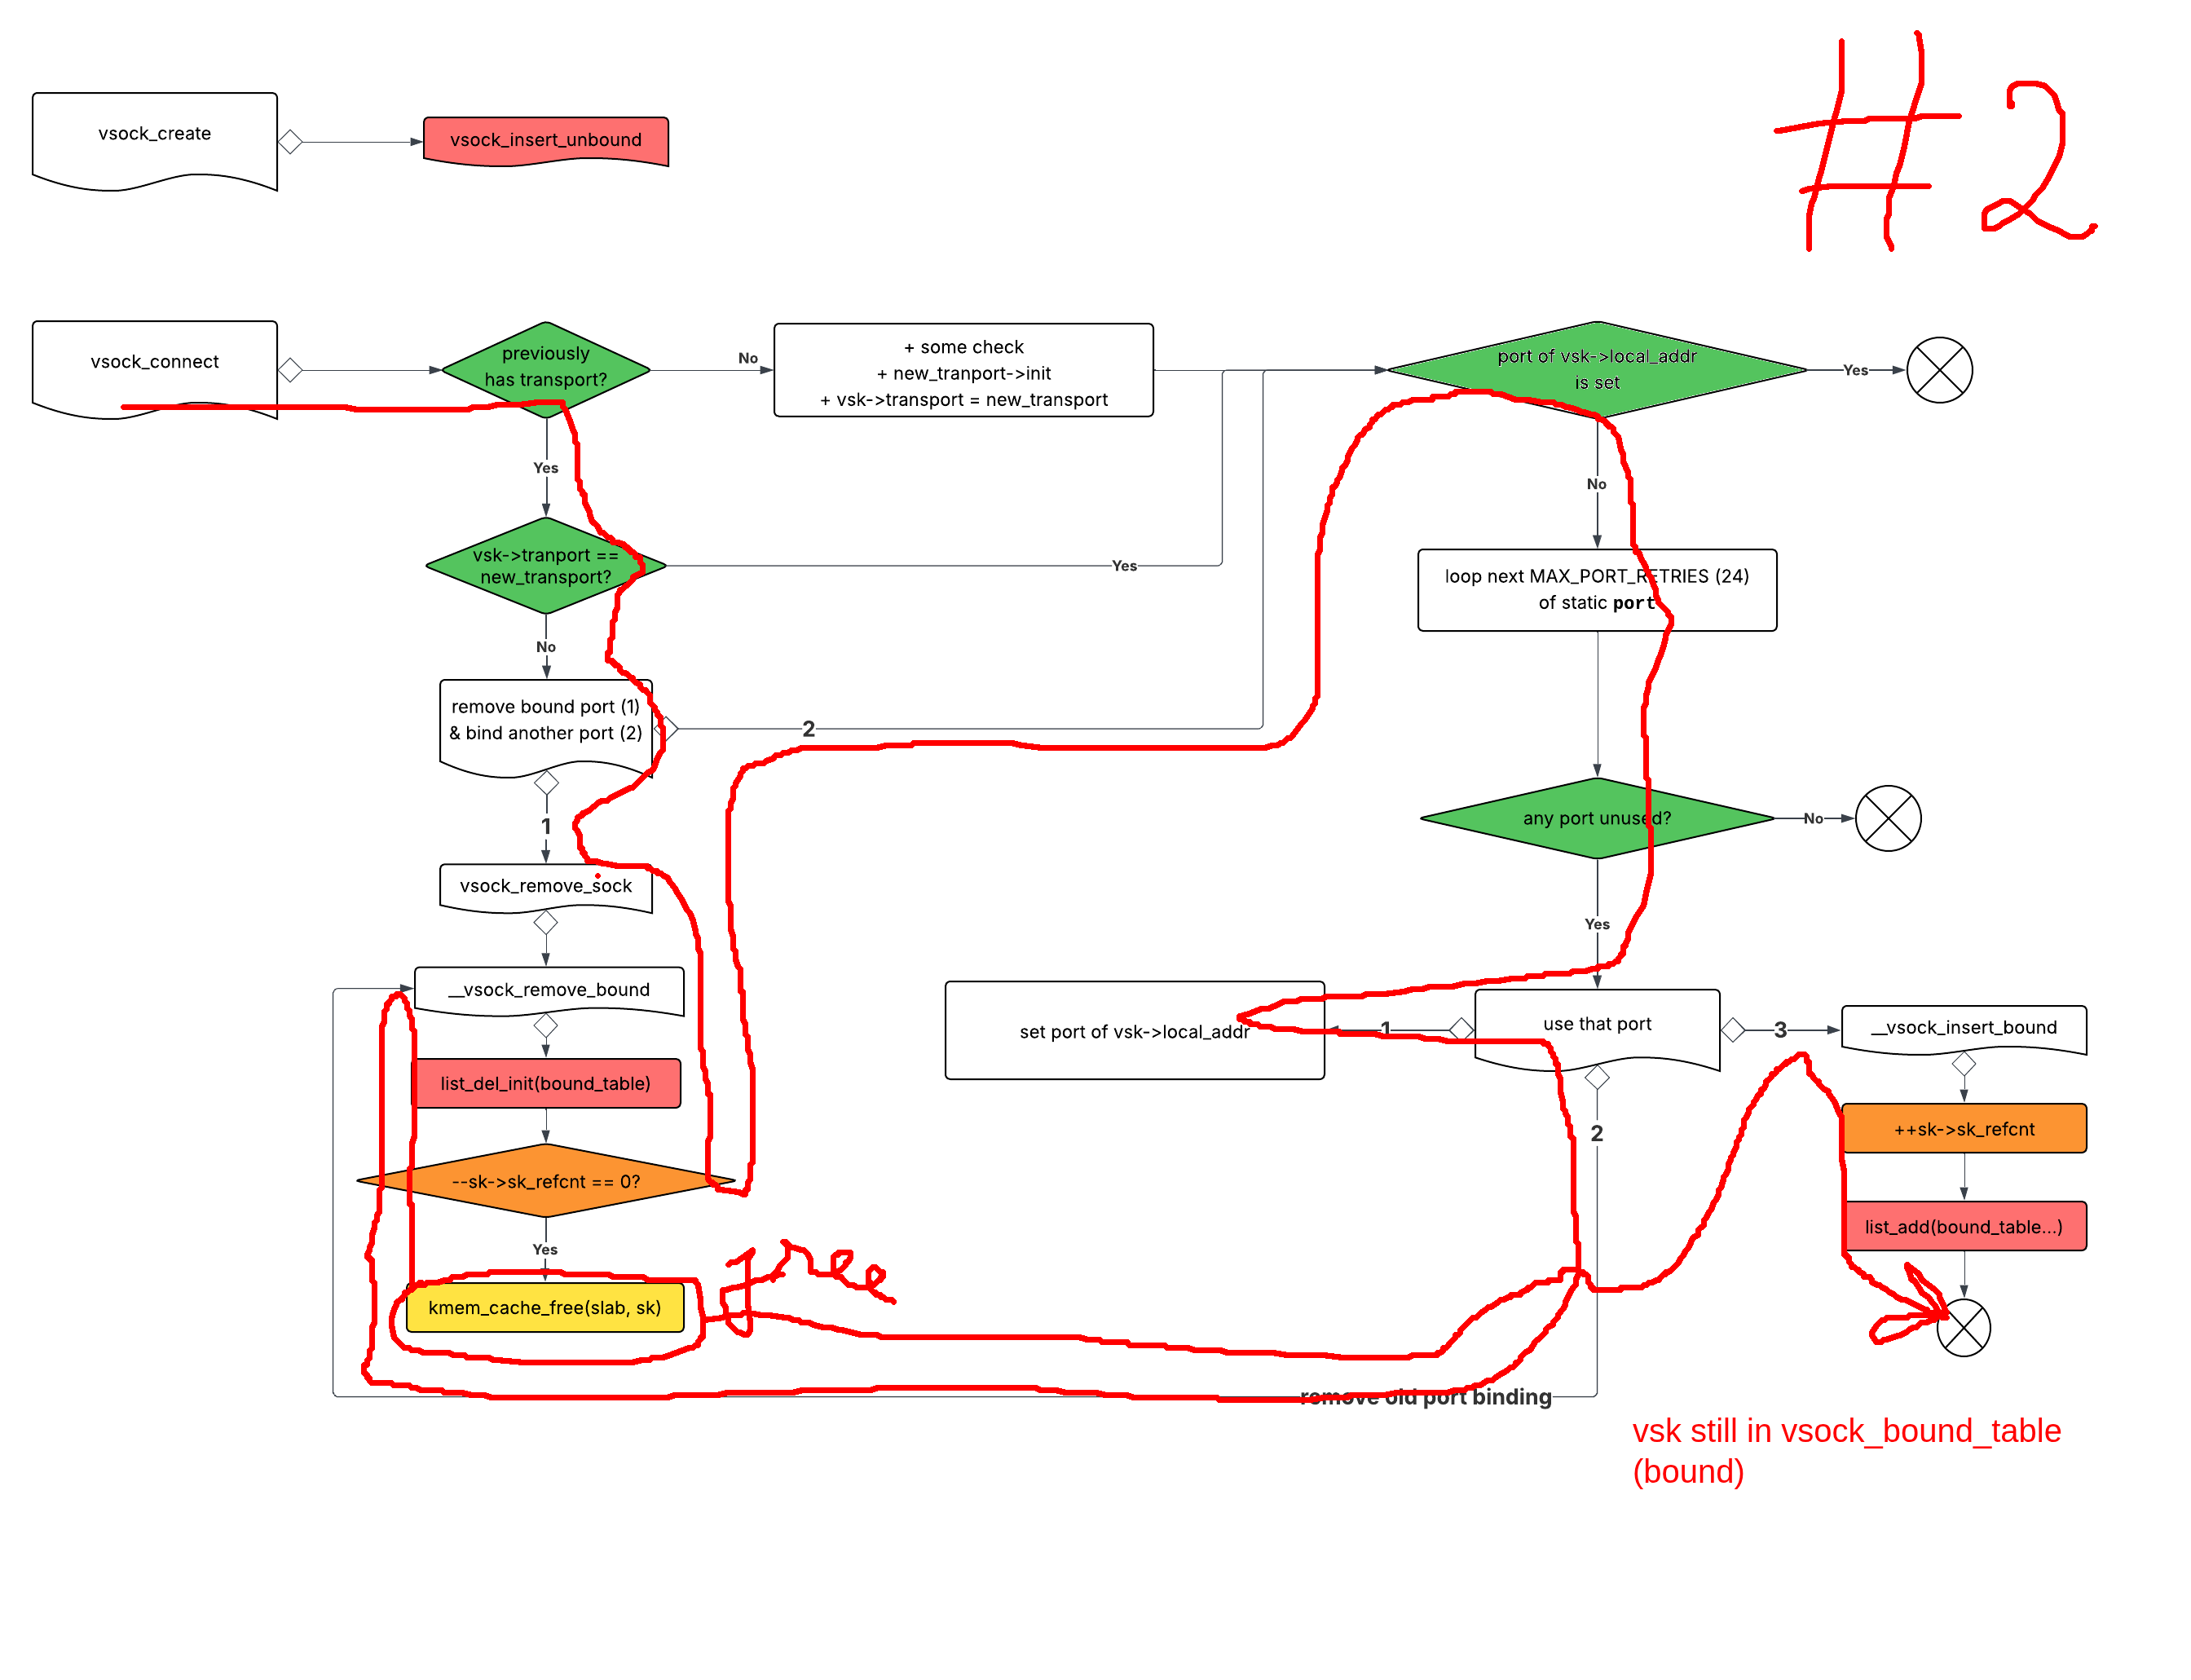 #2
vsock_create
vsock_insert_unbound
vsock_connect
previously
has transport?
No
+ some check
+ new_tranport->init
+ vsk->transport = new_transport
port of vsk->local_addr
is set
Yes
Yes
No
vsk->tranport ==
new_transport?
Yes
loop next MAX_PORT_RETRIES (24)
of static port
No
remove bound port (1)
& bind another port (2)
2
1
any port unused?
No
vsock_remove_sock
Yes
__vsock_remove_bound
set port of vsk->local_addr
1
use that port
3
__vsock_insert_bound
list_del_init(bound_table)
2
++sk->sk_refcnt
--sk->sk_refcnt == 0?
list_add(bound_table...)
Yes
free
kmem_cache_free(slab, sk)
remove old port binding
vsk still in vsock_bound_table
(bound)